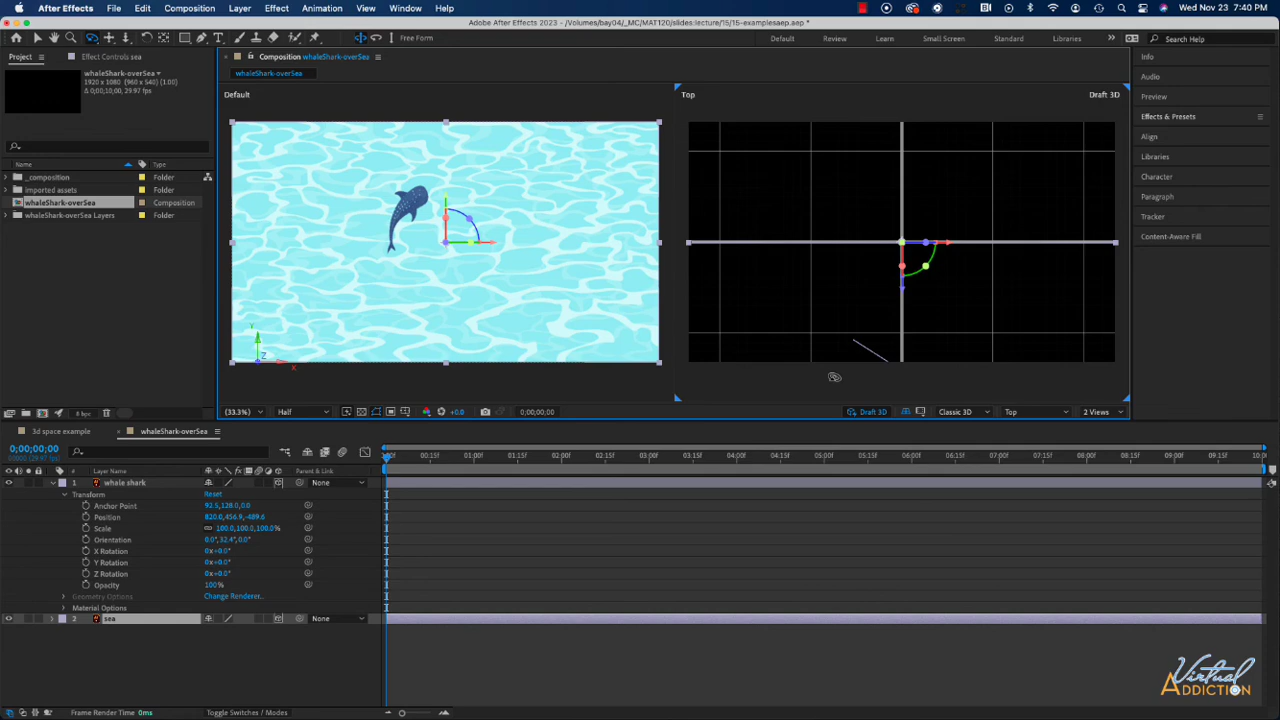 After Effects File Edit Composition Layer Effect Animation View Window Help Wed Nov 23 7:40 PM
Adobe After Effects 2023 - /Volumes/bay04/_MC/MAT120/slides:lecture/15/15-examplesaep.aep *
Free Form Default Review Learn Small Screen Standard Libraries » Search Help
Project Effect Controls sea Composition whaleShark-overSea
whaleShark-overSea
1920 x 1080 (960 x 540) (1.00)
Δ 0;00;10;00, 29.97 fps
whaleShark-overSea
Default
Top
Draft 3D
Name Type
_composition Folder
Imported assets Folder
whaleShark-overSea Composition
whaleShark-overSea Layers Folder
Y
Z
X
8 bpc
(33.3%) Half +0.0 0;00;00;00 Draft 3D Classic 3D Top 2 Views
Info
Audio
Preview
Effects & Presets
Align
Libraries
Character
Paragraph
Tracker
Content-Aware Fill
3d space example × whaleShark-overSea
0;00;00;00
00000 (29.97 fps)
:00f 00:15f 01:00f 01:15f 02:00f 02:15f 03:00f 03:15f 04:00f 04:15f 05:00f 05:15f 06:00f 06:15f 07:00f 07:15f 08:00f 08:15f 09:00f 09:15f 10:00
# Layer Name Parent & Link
1 whale shark None
Transform Reset
Anchor Point 92.5,128.0,0.0
Position 820.0,456.9,-489.6
Scale 100.0,100.0,100.0%
Orientation 0.0°,32.4°,0.0°
X Rotation 0x+0.0°
Y Rotation 0x+0.0°
Z Rotation 0x+0.0°
Opacity 100%
Geometry Options Change Renderer...
Material Options
2 sea None
Virtual
Addiction
Frame Render Time 0ms Toggle Switches / Modes